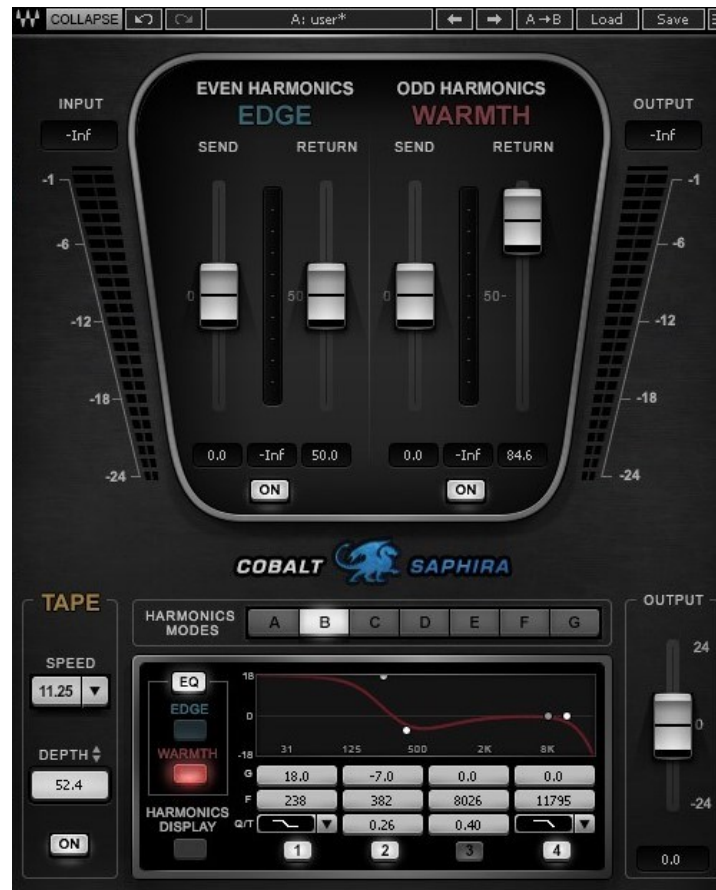 COLLAPSE A: user* A→B Load Save
EVEN HARMONICS ODD HARMONICS
EDGE WARMTH
INPUT OUTPUT
-Inf -Inf
SEND RETURN SEND RETURN
-1 -1
-6 -6
0 50 0 50-
-12 -12
-18 -18
-24 -24
0.0 -Inf 50.0 0.0 -Inf 84.6
ON ON
COBALT SAPHIRA
TAPE
SPEED
11.25
DEPTH
52.4
ON
HARMONICS MODES A B C D E F G
EQ
EDGE
WARMTH
HARMONICS
DISPLAY
18
0
-18 31 125 500 2K 8K
G 18.0 -7.0 0.0 0.0
F 238 382 8026 11795
Q/T 0.26 0.40
1 2 3 4
OUTPUT
24
0
-24
0.0